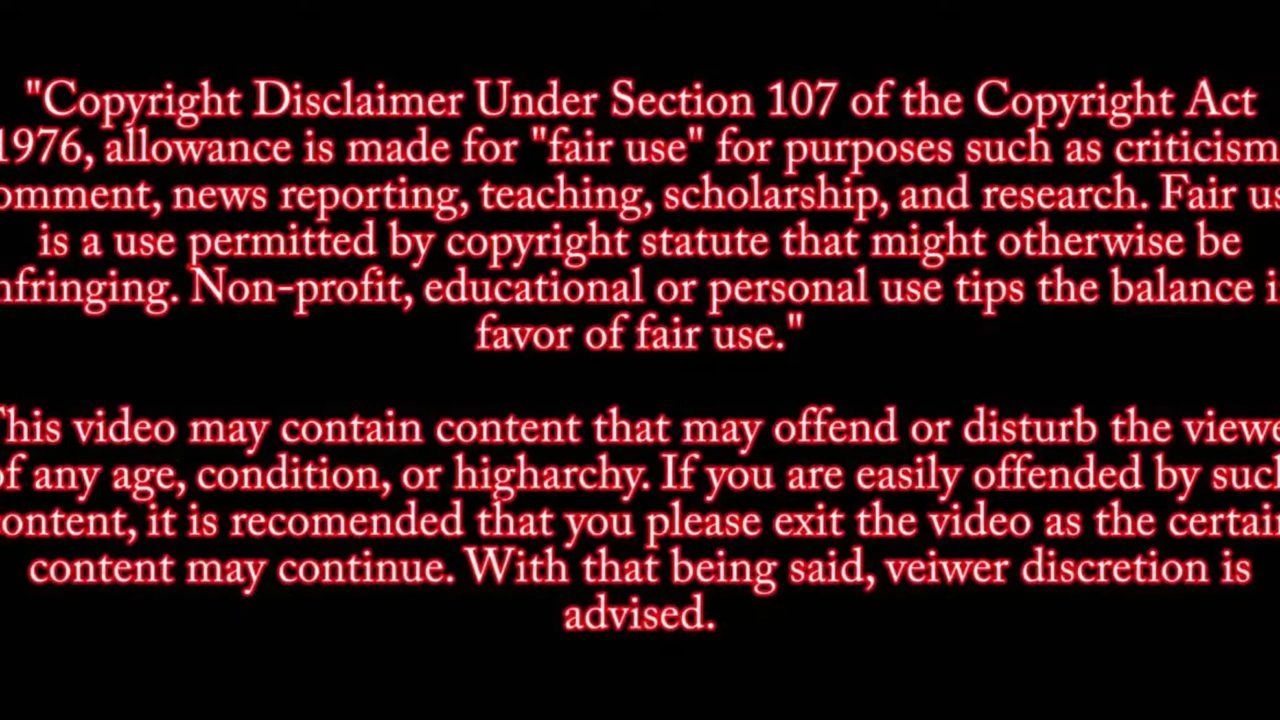 "Copyright Disclaimer Under Section 107 of the Copyright Act
1976, allowance is made for "fair use" for purposes such as criticism,
omment, news reporting, teaching, scholarship, and research. Fair us
is a use permitted by copyright statute that might otherwise be
nfringing. Non-profit, educational or personal use tips the balance i
favor of fair use."
This video may contain content that may offend or disturb the viewe
of any age, condition, or higharchy. If you are easily offended by such
content, it is recomended that you please exit the video as the certain
content may continue. With that being said, veiwer discretion is
advised.